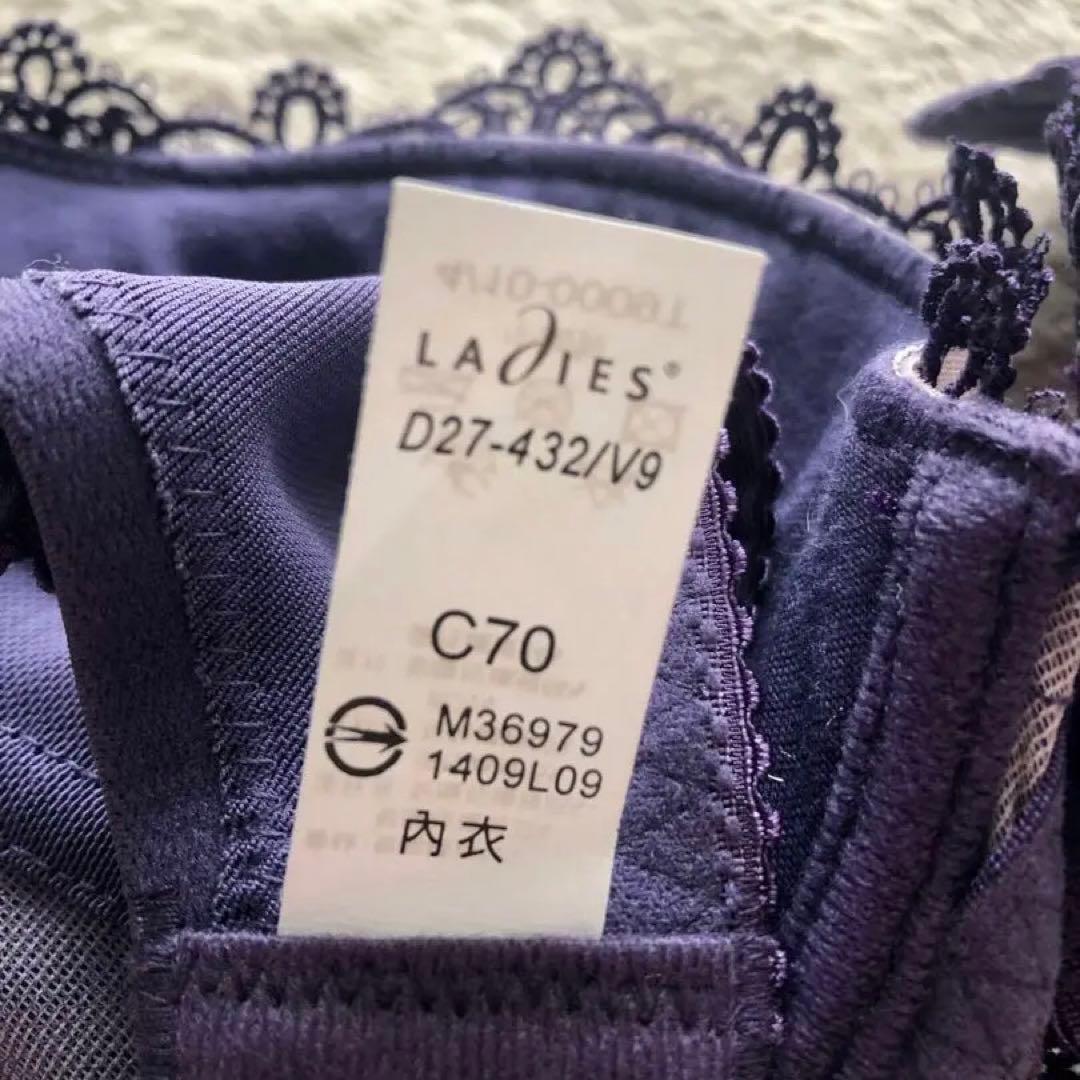 LADIES®
D27-432/V9
C70
M36979
1409L09
內衣